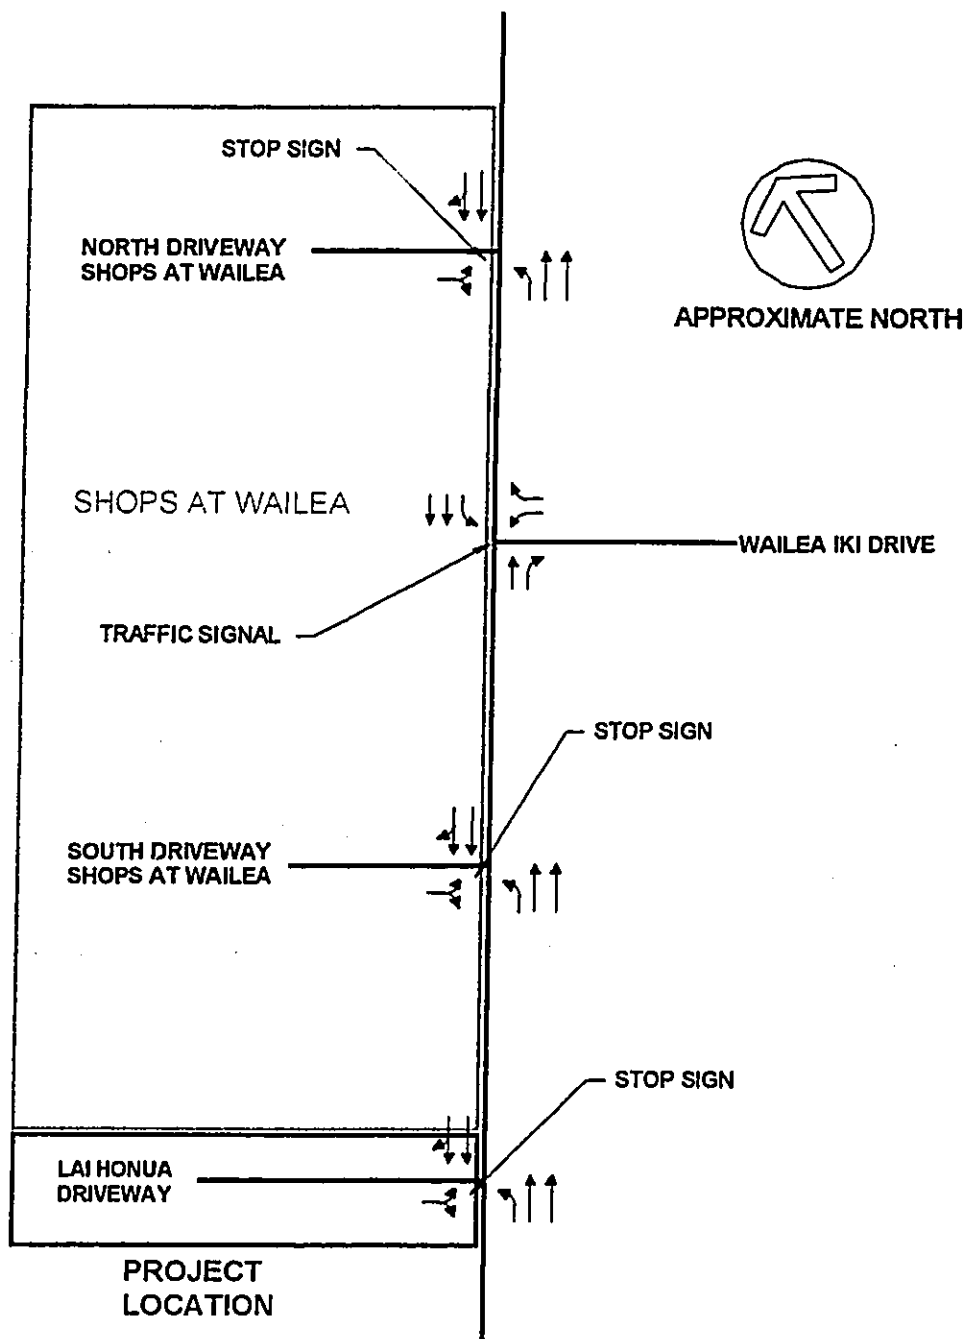 STOP SIGN
NORTH DRIVEWAY
SHOPS AT WAILEA
APPROXIMATE NORTH
SHOPS AT WAILEA
WAILEA IKI DRIVE
TRAFFIC SIGNAL
STOP SIGN
SOUTH DRIVEWAY
SHOPS AT WAILEA
STOP SIGN
LAI HONUA
DRIVEWAY
PROJECT
LOCATION